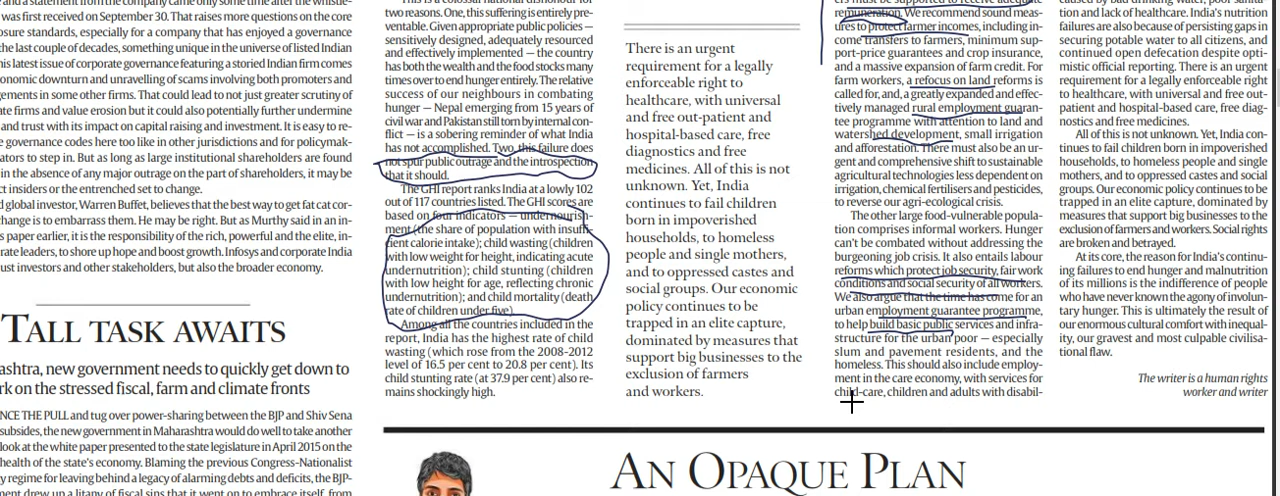 e and a statement from the company came only some time after the whistle-
was first received on September 30. That raises more questions on the core
osure standards, especially for a company that has enjoyed a governance
the last couple of decades, something unique in the universe of listed Indian
his latest issue of corporate governance featuring a storied Indian firm comes
onomic downturn and unravelling of scams involving both promoters and
gements in some other firms. That could lead to not just greater scrutiny of
ate firms and value erosion but it could also potentially further undermine
and trust with its impact on capital raising and investment. It is easy to re-
e governance codes here too like in other jurisdictions and for policymak-
ators to step in. But as long as large institutional shareholders are found
in the absence of any major outrage on the part of shareholders, it may be
ct insiders or the entrenched set to change.
d global investor, Warren Buffet, believes that the best way to get fat cat cor-
change is to embarrass them. He may be right. But as Murthy said in an in-
s paper earlier, it is the responsibility of the rich, powerful and the elite, in-
rate leaders, to shore up hope and boost growth. Infosys and corporate India
ust investors and other stakeholders, but also the broader economy.
TALL TASK AWAITS
ashtra, new government needs to quickly get down to
rk on the stressed fiscal, farm and climate fronts
NCE THE PULL and tug over power-sharing between the BJP and Shiv Sena
subsides, the new government in Maharashtra would do well to take another
look at the white paper presented to the state legislature in April 2015 on the
health of the state's economy. Blaming the previous Congress-Nationalist
y regime for leaving behind a legacy of alarming debts and deficits, the BJP-
ment drew up a litany of fiscal sins that it went on to embrace itself, from
This is a colossal national dishonour for
two reasons. One, this suffering is entirely pre-
ventable. Given appropriate public policies —
sensitively designed, adequately resourced
and effectively implemented — the country
has both the wealth and the food stocks many
times over to end hunger entirely. The relative
success of our neighbours in combating
hunger — Nepal emerging from 15 years of
civil war and Pakistan still torn by internal con-
flict — is a sobering reminder of what India
has not accomplished. Two, this failure does
not spur public outrage and the introspection
that it should.
The GHI report ranks India at a lowly 102
out of 117 countries listed. The GHI scores are
based on four indicators — undernourish-
ment (the share of population with insuffi-
cient calorie intake); child wasting (children
with low weight for height, indicating acute
undernutrition); child stunting (children
with low height for age, reflecting chronic
undernutrition); and child mortality (death
rate of children under five).
Among all the countries included in the
report, India has the highest rate of child
wasting (which rose from the 2008-2012
level of 16.5 per cent to 20.8 per cent). Its
child stunting rate (at 37.9 per cent) also re-
mains shockingly high.
There is an urgent
requirement for a legally
enforceable right to
healthcare, with universal
and free out-patient and
hospital-based care, free
diagnostics and free
medicines. All of this is not
unknown. Yet, India
continues to fail children
born in impoverished
households, to homeless
people and single mothers,
and to oppressed castes and
social groups. Our economic
policy continues to be
trapped in an elite capture,
dominated by measures that
support big businesses to the
exclusion of farmers
and workers.
ers must be supported to receive adequate
remuneration. We recommend sound meas-
ures to protect farmer incomes, including in-
come transfers to farmers, minimum sup-
port-price guarantees and crop insurance,
and a massive expansion of farm credit. For
farm workers, a refocus on land reforms is
called for, and, a greatly expanded and effec-
tively managed rural employment guaran-
tee programme with attention to land and
watershed development, small irrigation
and afforestation. There must also be an ur-
gent and comprehensive shift to sustainable
agricultural technologies less dependent on
irrigation, chemical fertilisers and pesticides,
to reverse our agri-ecological crisis.
The other large food-vulnerable popula-
tion comprises informal workers. Hunger
can't be combated without addressing the
burgeoning job crisis. It also entails labour
reforms which protect job security, fair work
conditions and social security of all workers.
We also argue that the time has come for an
urban employment guarantee programme,
to help build basic public services and infra-
structure for the urban poor — especially
slum and pavement residents, and the
homeless. This should also include employ-
ment in the care economy, with services for
child-care, children and adults with disabil-
caused by bad drinking water, poor sanita-
tion and lack of healthcare. India's nutrition
failures are also because of persisting gaps in
securing potable water to all citizens, and
continued open defecation despite opti-
mistic official reporting. There is an urgent
requirement for a legally enforceable right
to healthcare, with universal and free out-
patient and hospital-based care, free diag-
nostics and free medicines.
All of this is not unknown. Yet, India con-
tinues to fail children born in impoverished
households, to homeless people and single
mothers, and to oppressed castes and social
groups. Our economic policy continues to be
trapped in an elite capture, dominated by
measures that support big businesses to the
exclusion of farmers and workers. Social rights
are broken and betrayed.
At its core, the reason for India's continu-
ing failures to end hunger and malnutrition
of its millions is the indifference of people
who have never known the agony of involun-
tary hunger. This is ultimately the result of
our enormous cultural comfort with inequal-
ity, our gravest and most culpable civilisa-
tional flaw.
The writer is a human rights
worker and writer
AN OPAQUE PLAN